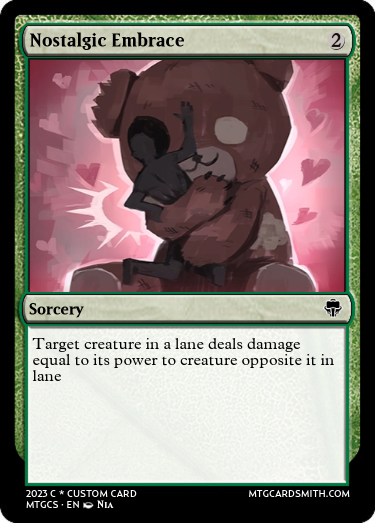 Nostalgic Embrace 2
Sorcery
Target creature in a lane deals damage
equal to its power to creature opposite it in
lane
2023 C * CUSTOM CARD
MTGCS · EN Nia
MTGCARDSMITH.COM